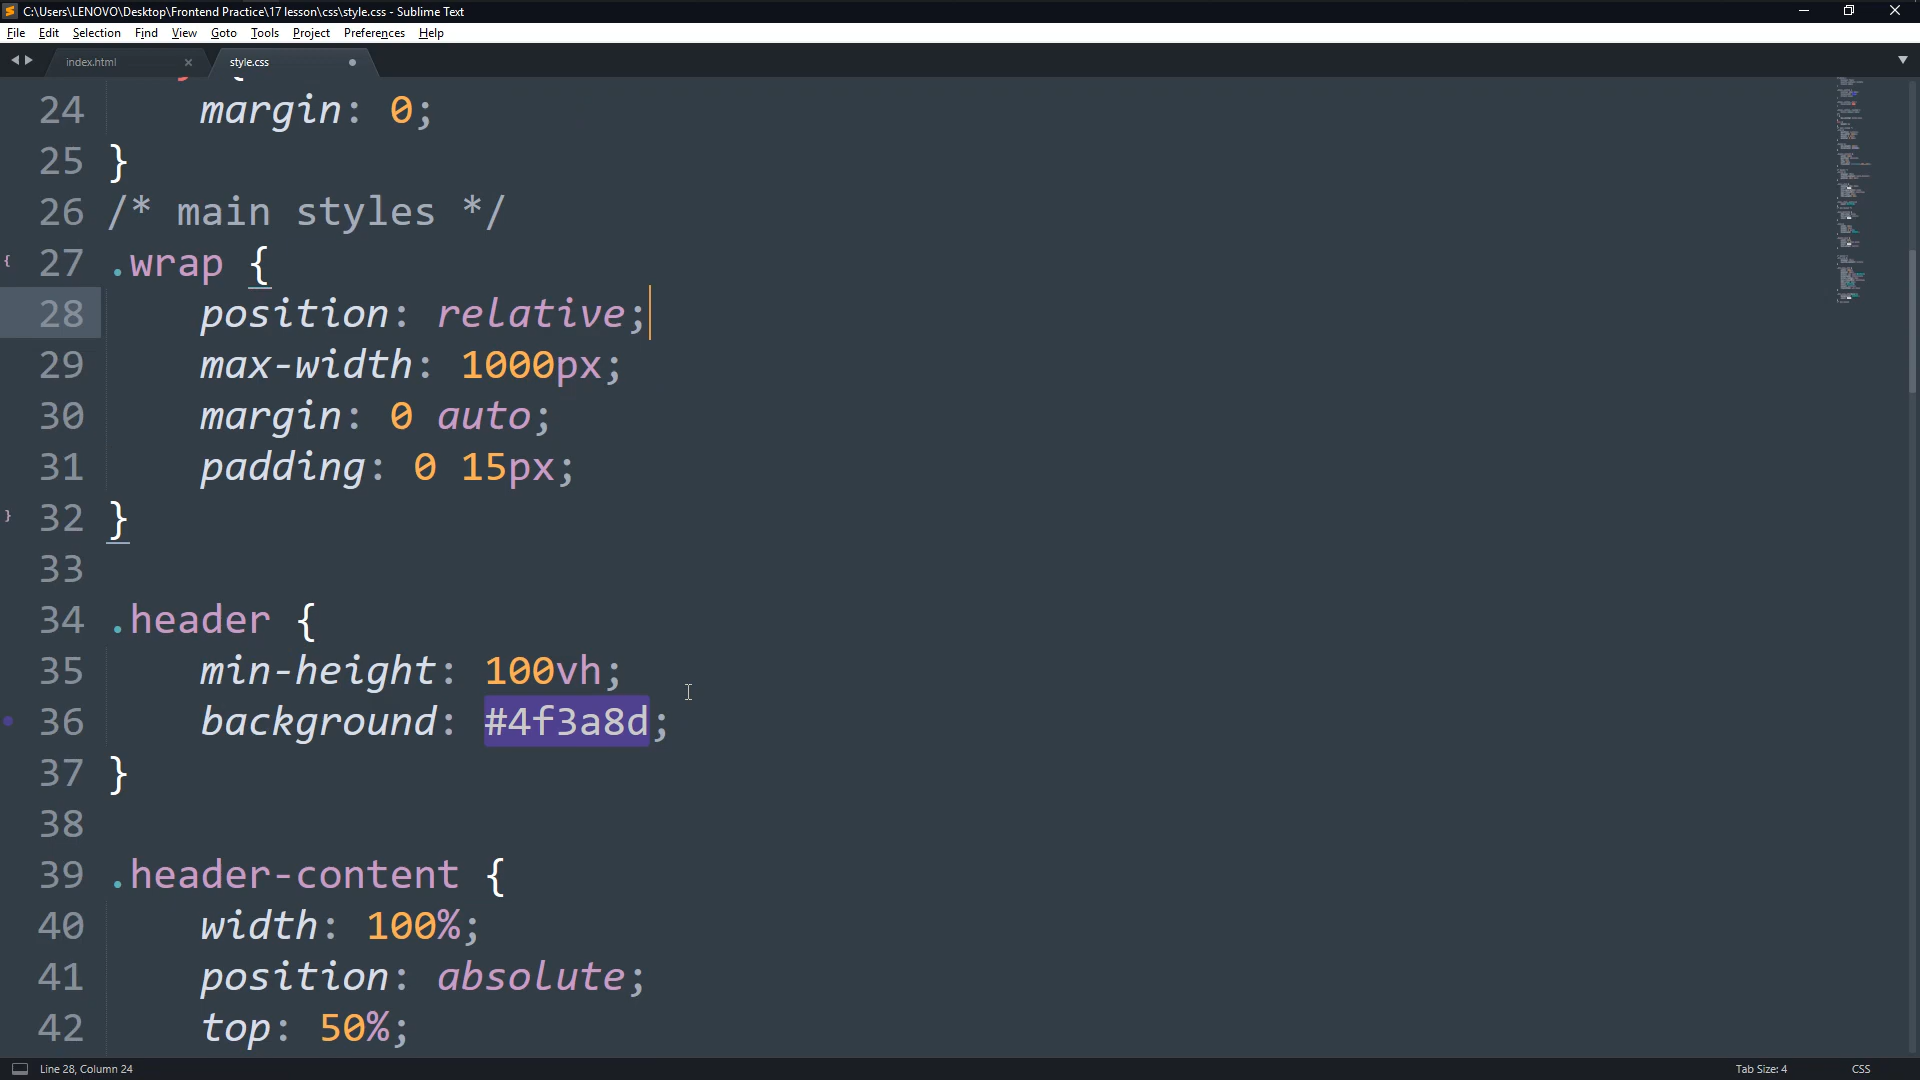 C:\Users\LENOVO\Desktop\Frontend Practice\17 lesson\css\style.css - Sublime Text
File Edit Selection Find View Goto Tools Project Preferences Help
index.html style.css
24 margin: 0;
25 }
26 /* main styles */
27 .wrap {
28 position: relative;
29 max-width: 1000px;
30 margin: 0 auto;
31 padding: 0 15px;
32 }
33
34 .header {
35 min-height: 100vh;
36 background: #4f3a8d;
37 }
38
39 .header-content {
40 width: 100%;
41 position: absolute;
42 top: 50%;
Line 28, Column 24 Tab Size: 4 CSS